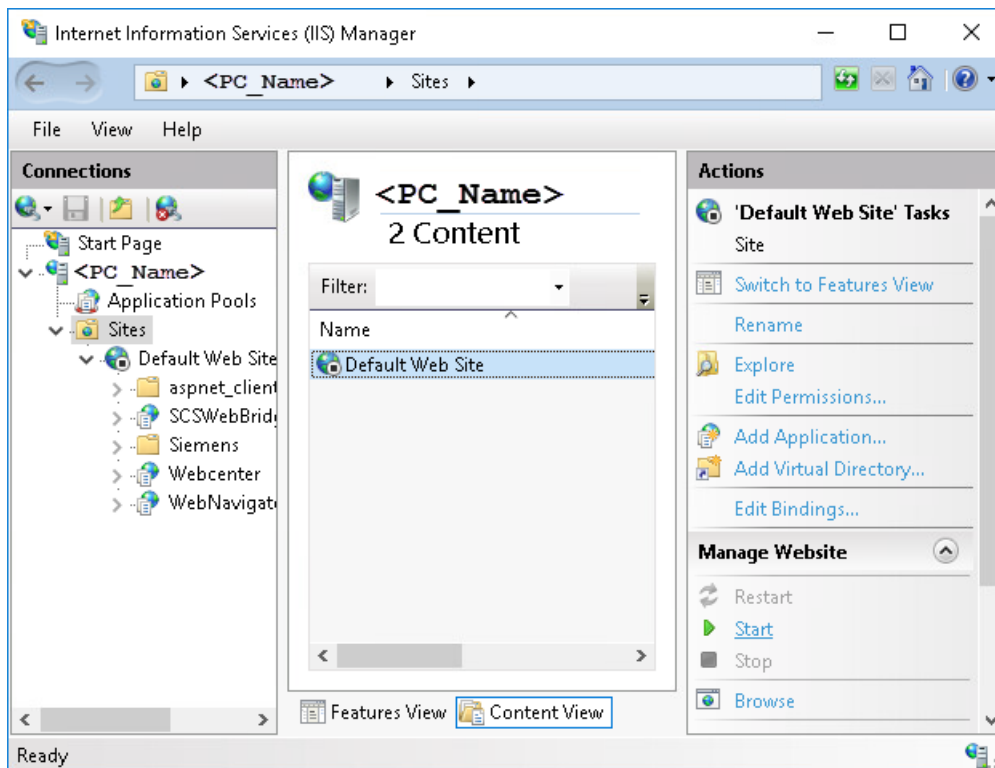 Internet Information Services (IIS) Manager
<PC_Name> Sites
File View Help
Connections
Start Page
<PC_Name>
Application Pools
Sites
Default Web Site
aspnet_client
SCSWebBrid
Siemens
Webcenter
WebNavigat
<PC_Name>
2 Content
Filter:
Name
Default Web Site
Features View Content View
Actions
'Default Web Site' Tasks
Site
Switch to Features View
Rename
Explore
Edit Permissions...
Add Application...
Add Virtual Directory...
Edit Bindings...
Manage Website
Restart
Start
Stop
Browse
Ready